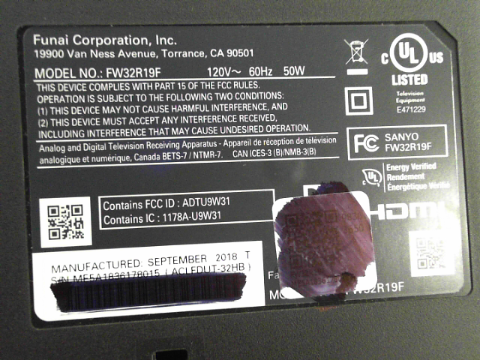 Funai Corporation, Inc.
19900 Van Ness Avenue, Torrance, CA 90501
MODEL NO.: FW32R19F 120V~ 60Hz 50W
THIS DEVICE COMPLIES WITH PART 15 OF THE FCC RULES.
OPERATION IS SUBJECT TO THE FOLLOWING TWO CONDITIONS:
(1) THIS DEVICE MAY NOT CAUSE HARMFUL INTERFERENCE, AND
(2) THIS DEVICE MUST ACCEPT ANY INTERFERENCE RECEIVED,
INCLUDING INTERFERENCE THAT MAY CAUSE UNDESIRED OPERATION.
Analog and Digital Television Receiving Apparatus - Appareil de réception de télévision
analogique et numérique, Canada BETS-7 / NTMR-7. CAN ICES-3 (B)/NMB-3(B)
c UL us
LISTED
Television
Equipment
E471229
FC SANYO
FW32R19F
UL Energy Verified
Rendement
Énergétique Vérifié
Contains FCC ID : ADTU9W31
Contains IC : 1178A-U9W31
HDMI
MANUFACTURED: SEPTEMBER 2018 T
S/N (ACLFDUT-32HB)
FW32R19F